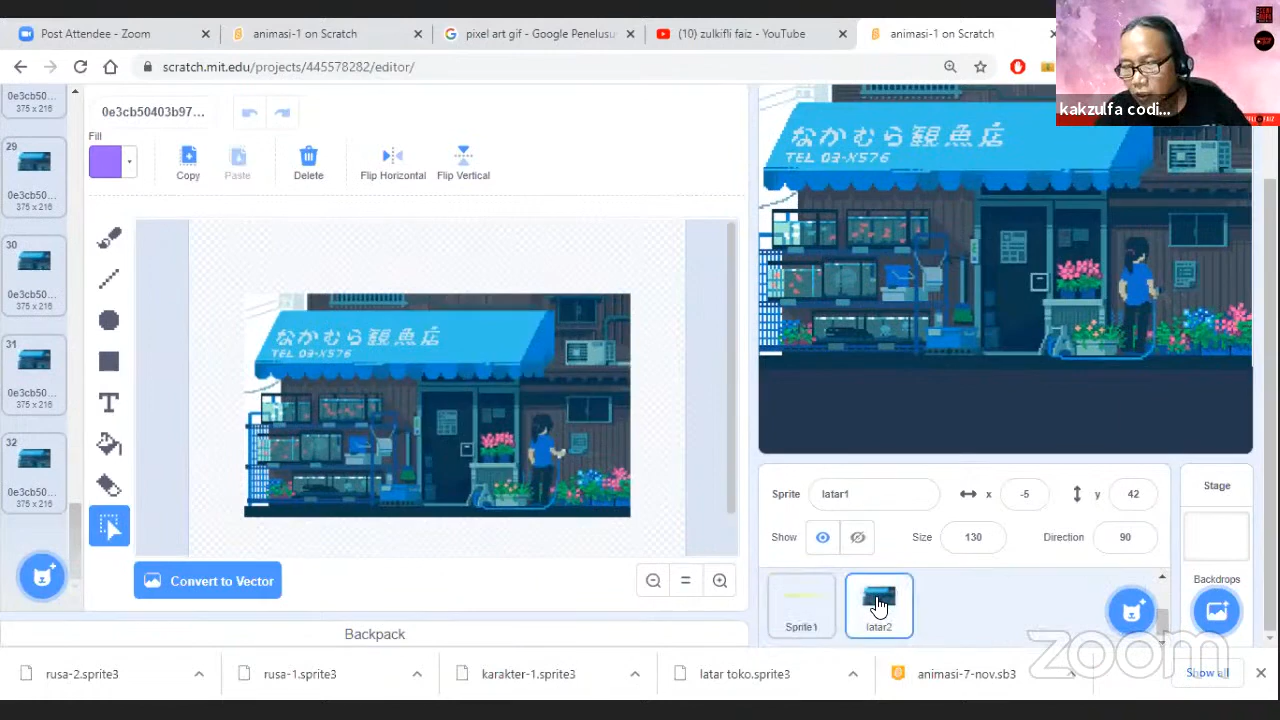 Post Attendee - Zoom
animasi-1 on Scratch
pixel art gif - Google Penelusu
(10) zulkifli faiz - YouTube
animasi-1 on Scratch
scratch.mit.edu/projects/445578282/editor/
kakzulfa codi...
0e3cb50...
375 x 216
29
0e3cb50...
375 x 216
30
0e3cb50...
375 x 216
31
0e3cb50...
375 x 216
32
0e3cb50...
375 x 216
0e3cb50403b97...
Fill
Copy
Paste
Delete
Flip Horizontal
Flip Vertical
なかむら観魚店
TEL 03-X576
なかむら観魚店
TEL 03-X576
Convert to Vector
Backpack
Sprite
latar1
x
-5
y
42
Show
Size
130
Direction
90
Sprite1
latar2
Stage
Backdrops
zoom
rusa-2.sprite3
rusa-1.sprite3
karakter-1.sprite3
latar toko.sprite3
animasi-7-nov.sb3
Show all